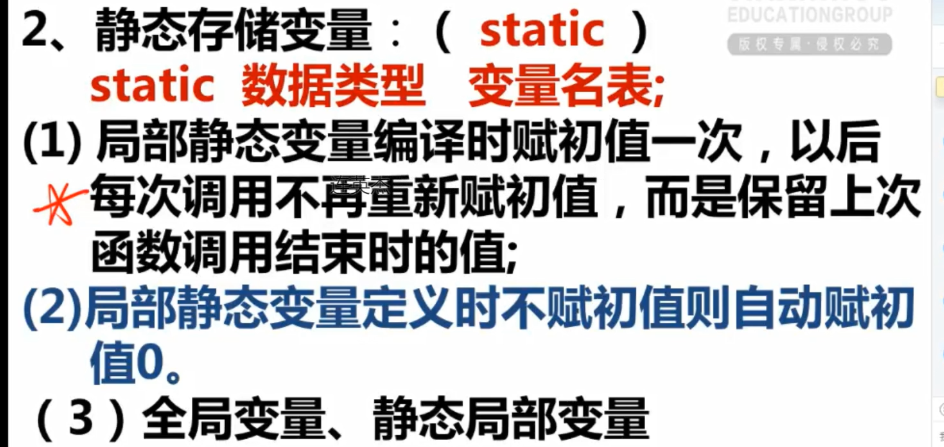 EDUCATIONGROUP
版权专属·侵权必究
2、静态存储变量：（ static ）
static 数据类型 变量名表;
(1) 局部静态变量编译时赋初值一次，以后
每次调用不再重新赋初值，而是保留上次
函数调用结束时的值;
(2)局部静态变量定义时不赋初值则自动赋初
值0。
（3）全局变量、静态局部变量